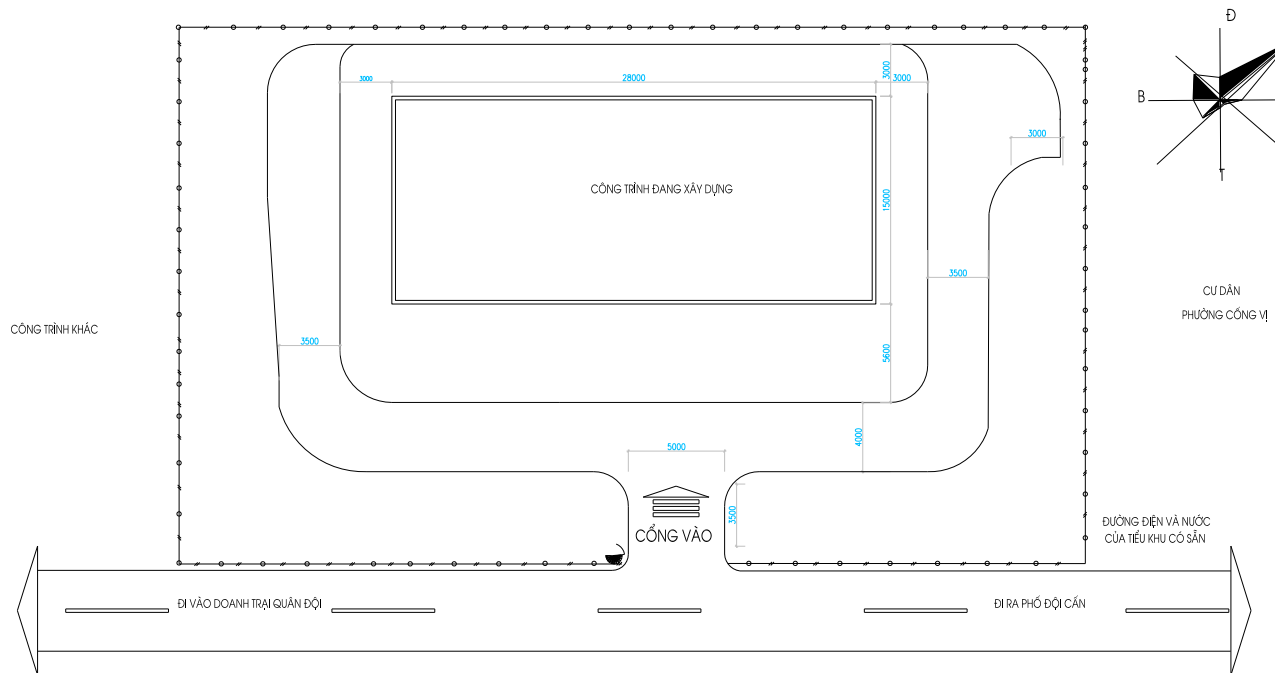 Đ
3000
28000
3000
3000
B
3000
T
CÔNG TRÌNH ĐANG XÂY DỰNG
15000
3500
CƯ DÂN
PHƯỜNG CỐNG VỊ
CÔNG TRÌNH KHÁC
3500
5600
4000
5000
3500
CỔNG VÀO
ĐƯỜNG ĐIỆN VÀ NƯỚC
CỦA TIỂU KHU CÓ SẴN
ĐI VÀO DOANH TRẠI QUÂN ĐỘI
ĐI RA PHỐ ĐỘI CẤN